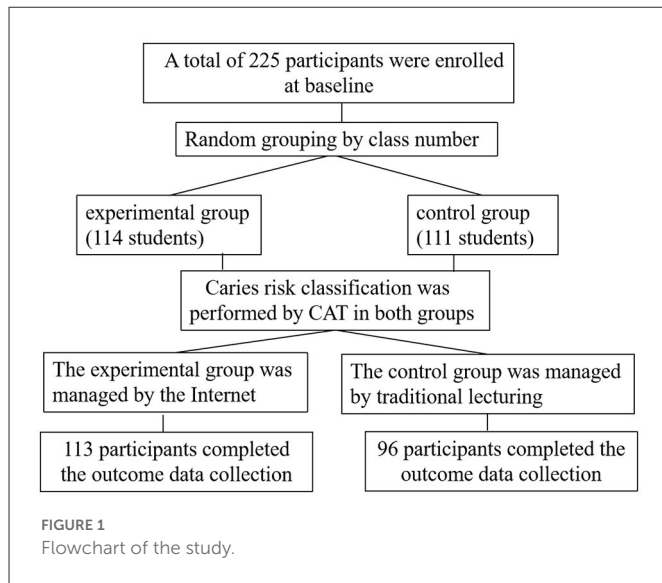 A total of 225 participants were enrolled
at baseline
Random grouping by class number
experimental group
(114 students)
control group
(111 students)
Caries risk classification was
performed by CAT in both groups
The experimental group was
managed by the Internet
The control group was managed
by traditional lecturing
113 participants completed
the outcome data collection
96 participants completed the
outcome data collection
FIGURE 1
Flowchart of the study.